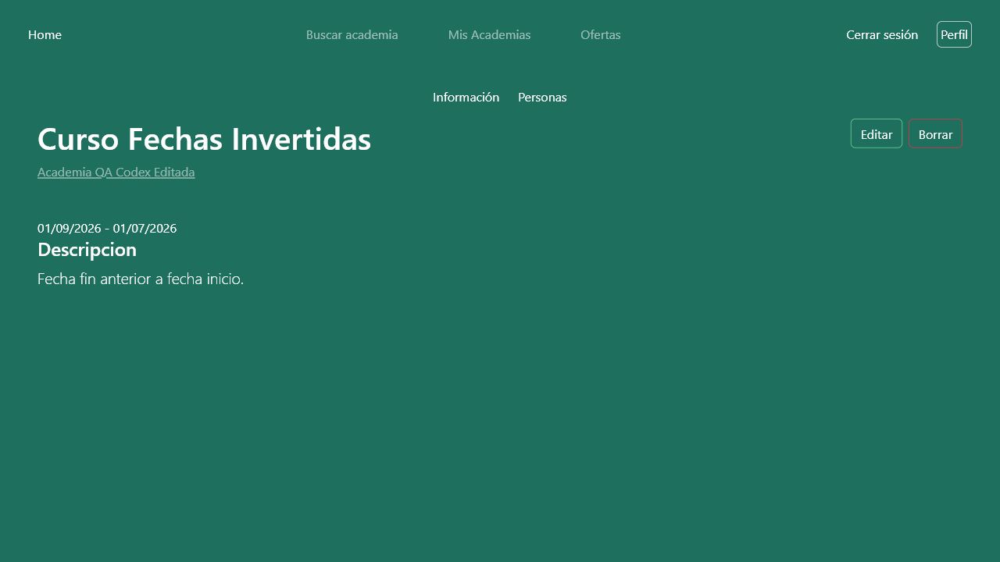 Home Buscar academia Mis Academias Ofertas Cerrar sesión Perfil
Información Personas
Curso Fechas Invertidas Editar Borrar
Academia QA Codex Editada
01/09/2026 - 01/07/2026
Descripcion
Fecha fin anterior a fecha inicio.